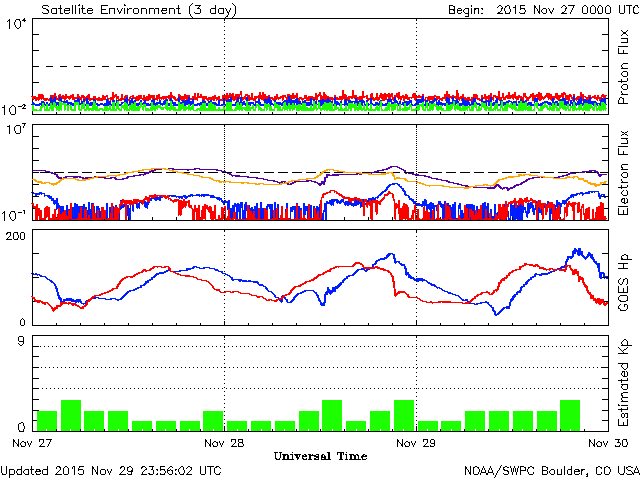 Satellite Environment (3 day) Begin: 2015 Nov 27 0000 UTC
10^4
10^-2
Proton Flux
10^7
10^-1
Electron Flux
200
0
GOES Hp
9
0
Estimated Kp
Nov 27 Nov 28 Nov 29 Nov 30
Universal Time
Updated 2015 Nov 29 23:56:02 UTC NOAA/SWPC Boulder, CO USA